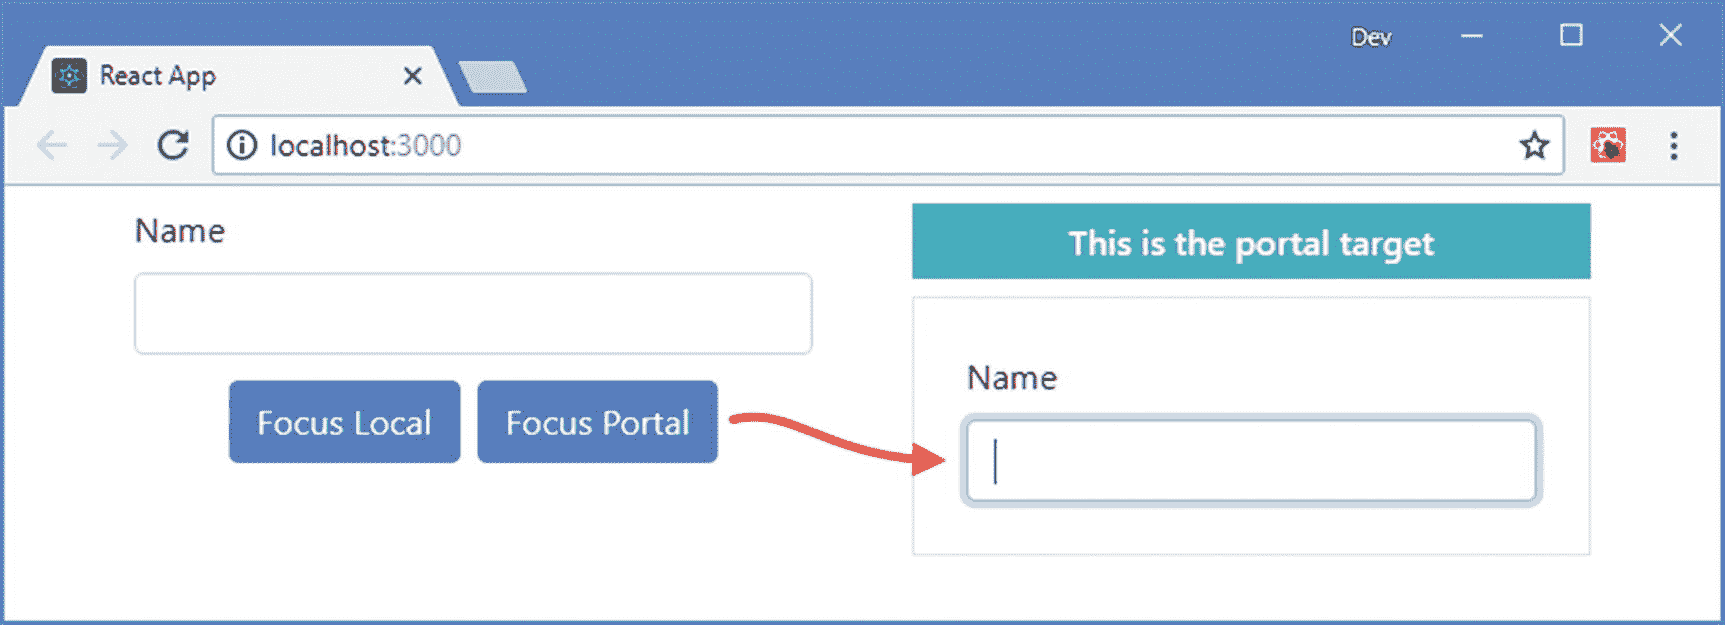 Dev
React App
localhost:3000
Name
Focus Local
Focus Portal
This is the portal target
Name